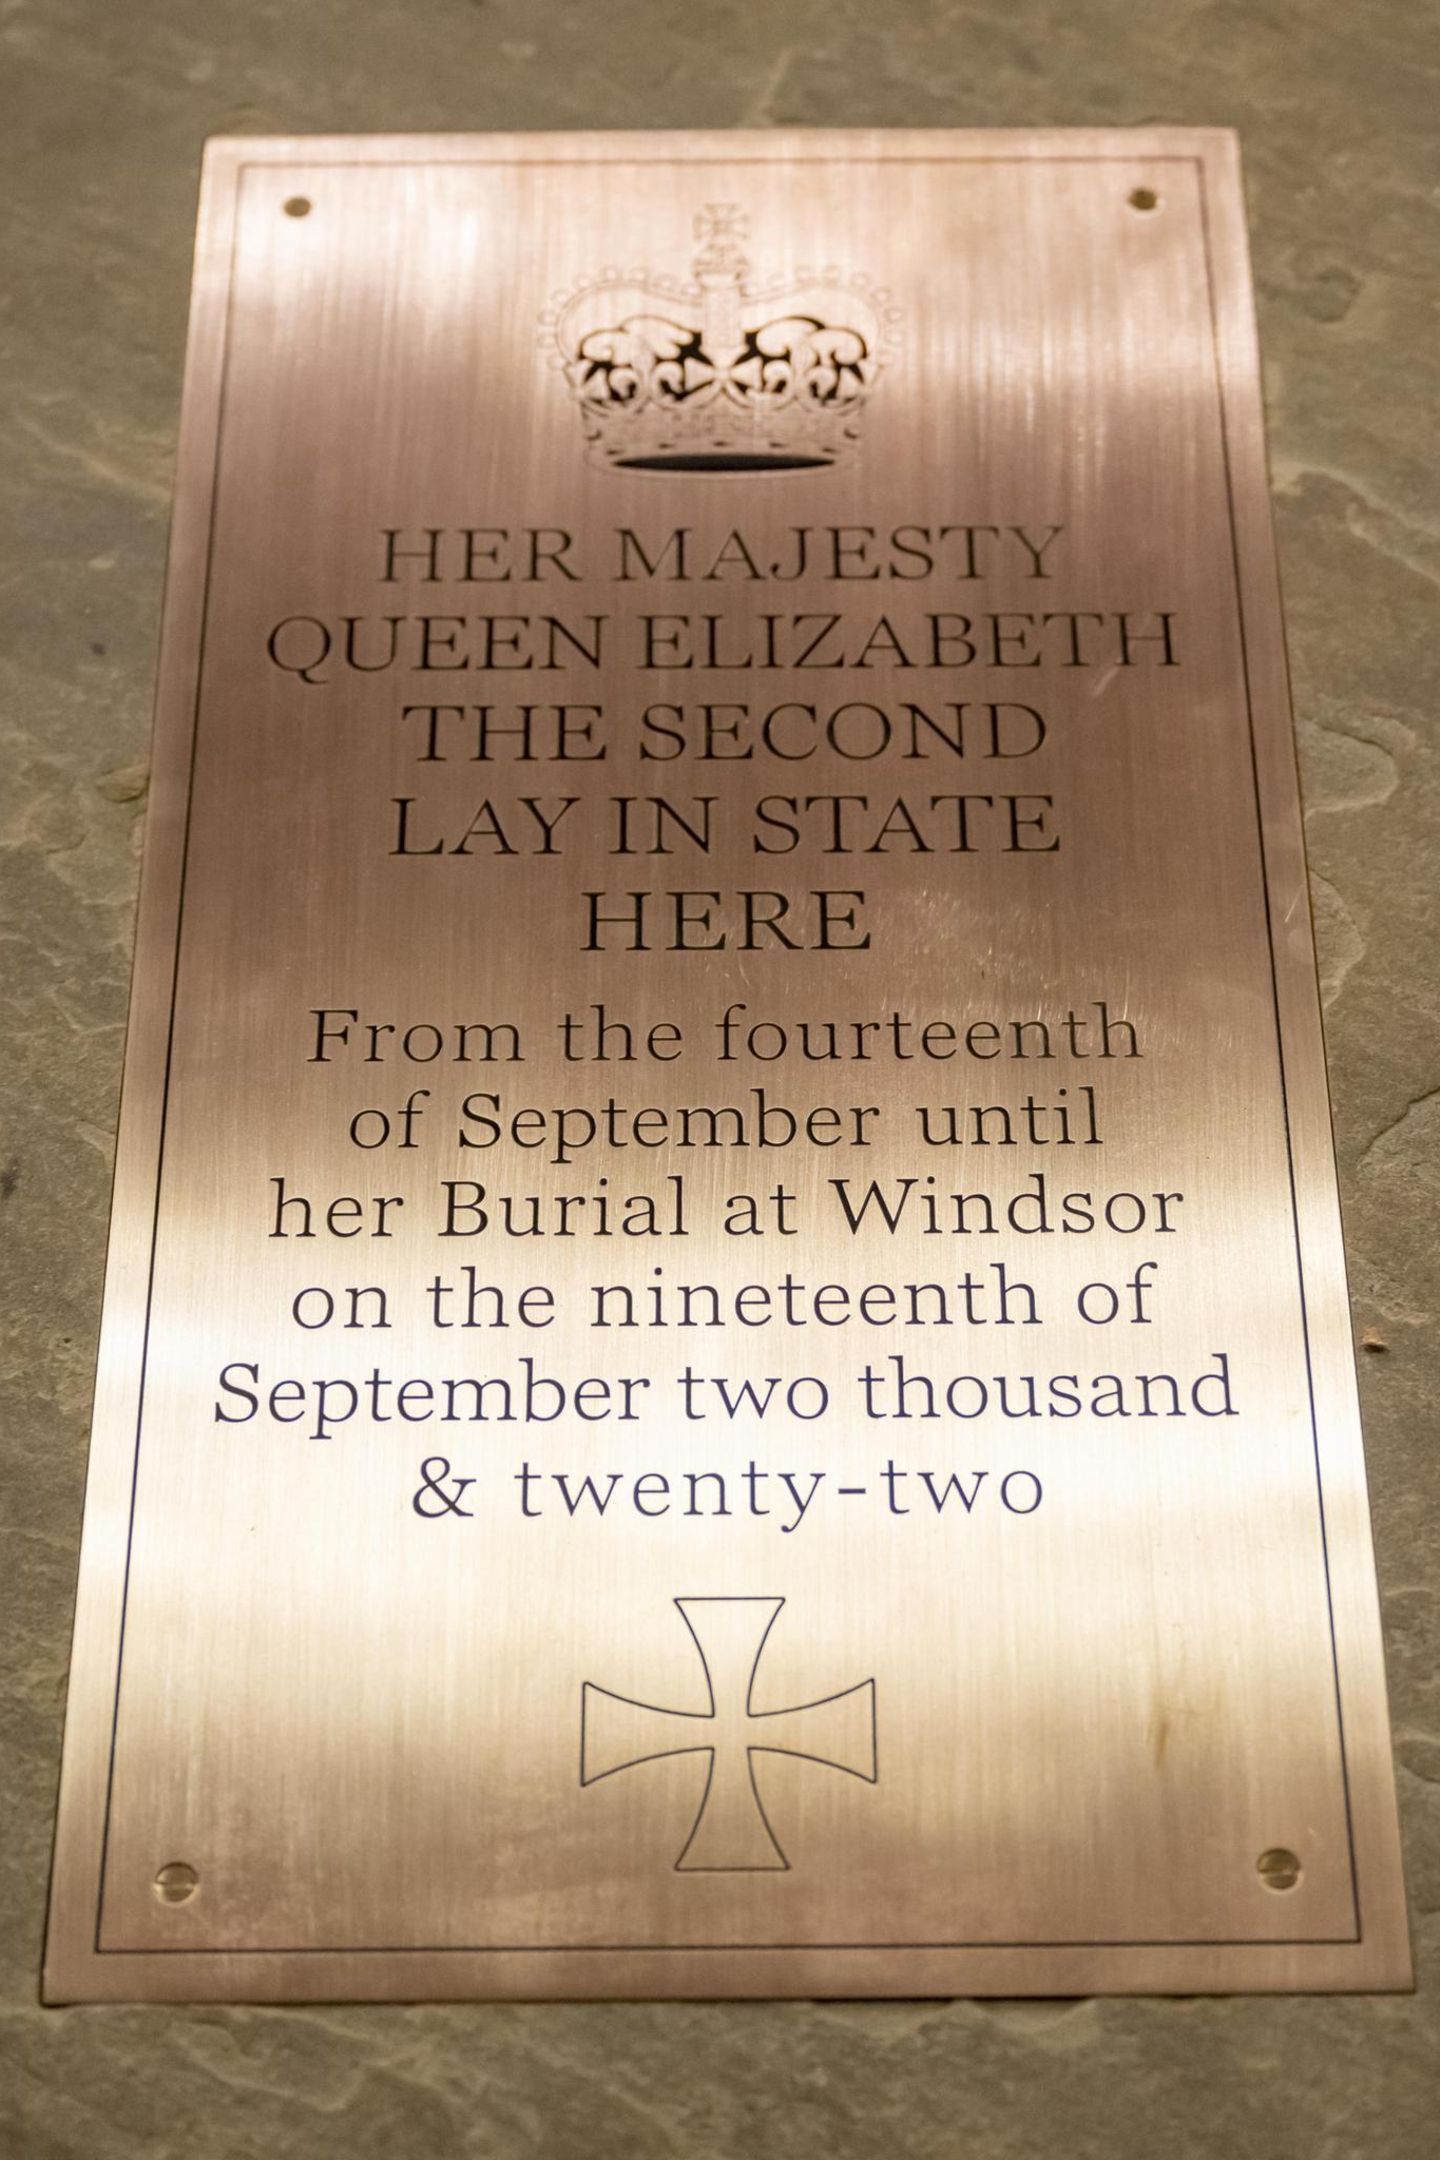 HER MAJESTY
QUEEN ELIZABETH
THE SECOND
LAY IN STATE
HERE
From the fourteenth
of September until
her Burial at Windsor
on the nineteenth of
September two thousand
& twenty-two